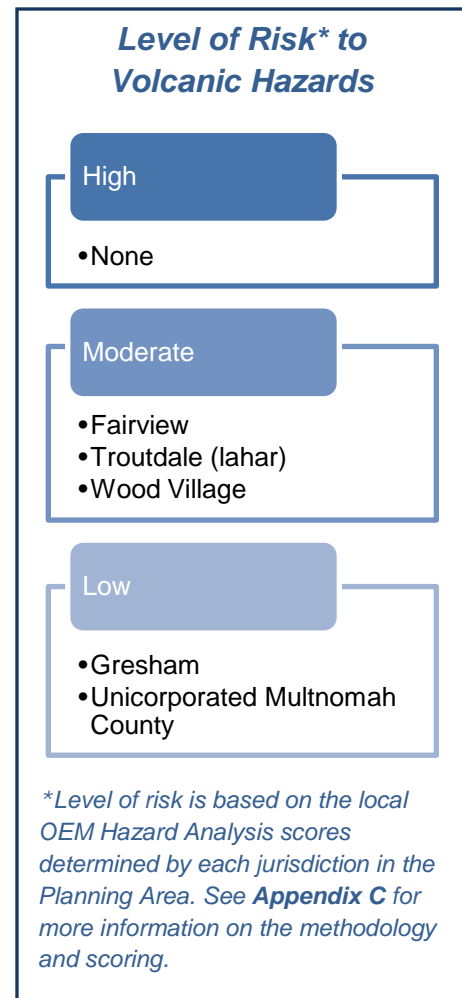 Level of Risk* to
Volcanic Hazards
High
•None
Moderate
•Fairview
•Troutdale (lahar)
•Wood Village
Low
•Gresham
•Unicorporated Multnomah
County
*Level of risk is based on the local
OEM Hazard Analysis scores
determined by each jurisdiction in the
Planning Area. See Appendix C for
more information on the methodology
and scoring.